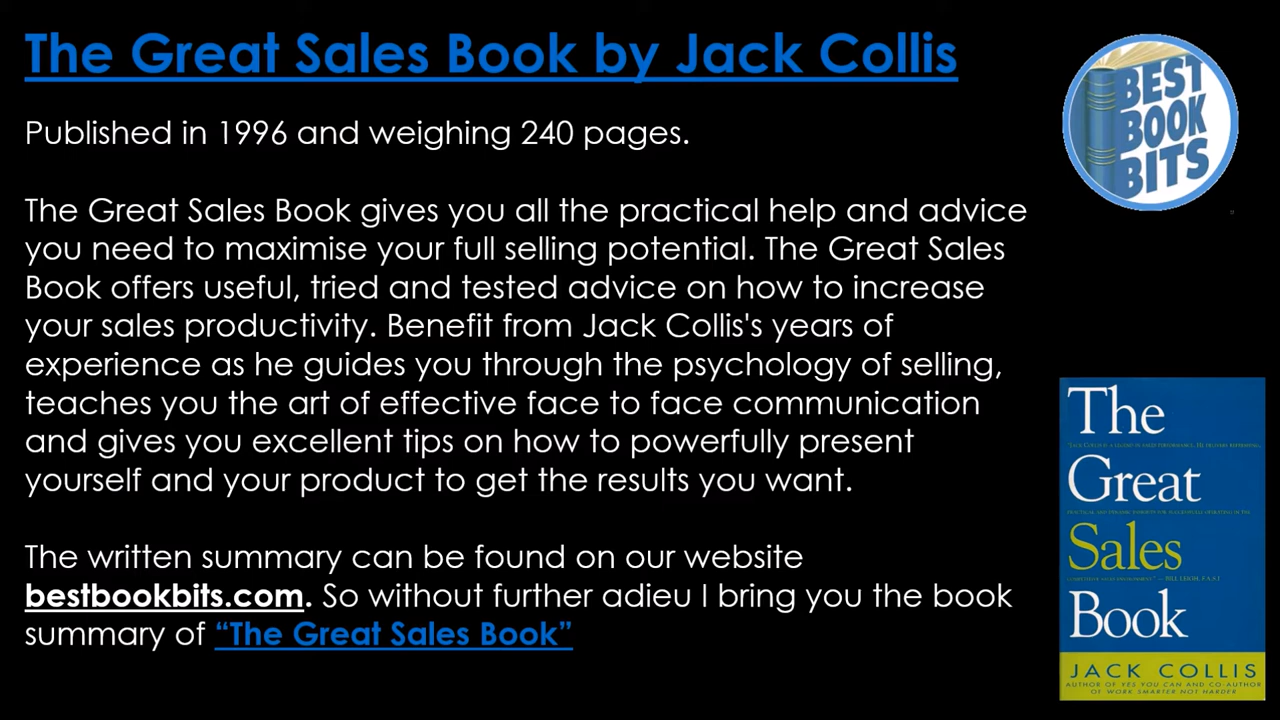 The Great Sales Book by Jack Collis
Published in 1996 and weighing 240 pages.
The Great Sales Book gives you all the practical help and advice
you need to maximise your full selling potential. The Great Sales
Book offers useful, tried and tested advice on how to increase
your sales productivity. Benefit from Jack Collis's years of
experience as he guides you through the psychology of selling,
teaches you the art of effective face to face communication
and gives you excellent tips on how to powerfully present
yourself and your product to get the results you want.
The written summary can be found on our website
bestbookbits.com. So without further adieu I bring you the book
summary of “The Great Sales Book”
BEST
BOOK
BITS
The
Great
Sales
BILL LEIGH,
Book
JACK COLLIS
AUTHOR OF YES YOU CAN AND CO-AUTHOR
OF WORK SMARTER NOT HARDER